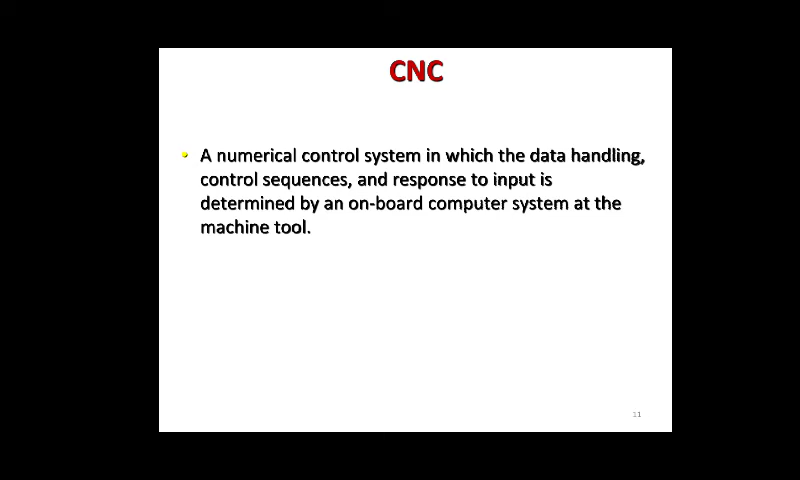 CNC
• A numerical control system in which the data handling,
control sequences, and response to input is
determined by an on-board computer system at the
machine tool.
11